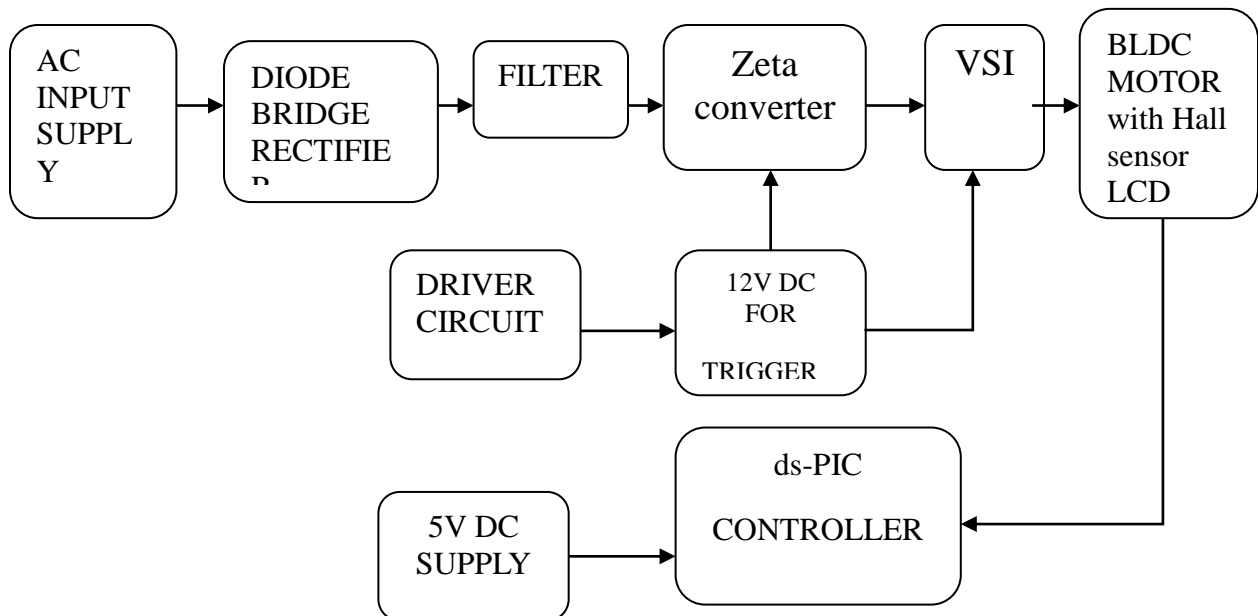 AC
INPUT
SUPPL
Y
DIODE
BRIDGE
RECTIFIE
R
FILTER
Zeta
converter
VSI
BLDC
MOTOR
with Hall
sensor
LCD
DRIVER
CIRCUIT
12V DC
FOR
TRIGGER
5V DC
SUPPLY
ds-PIC
CONTROLLER